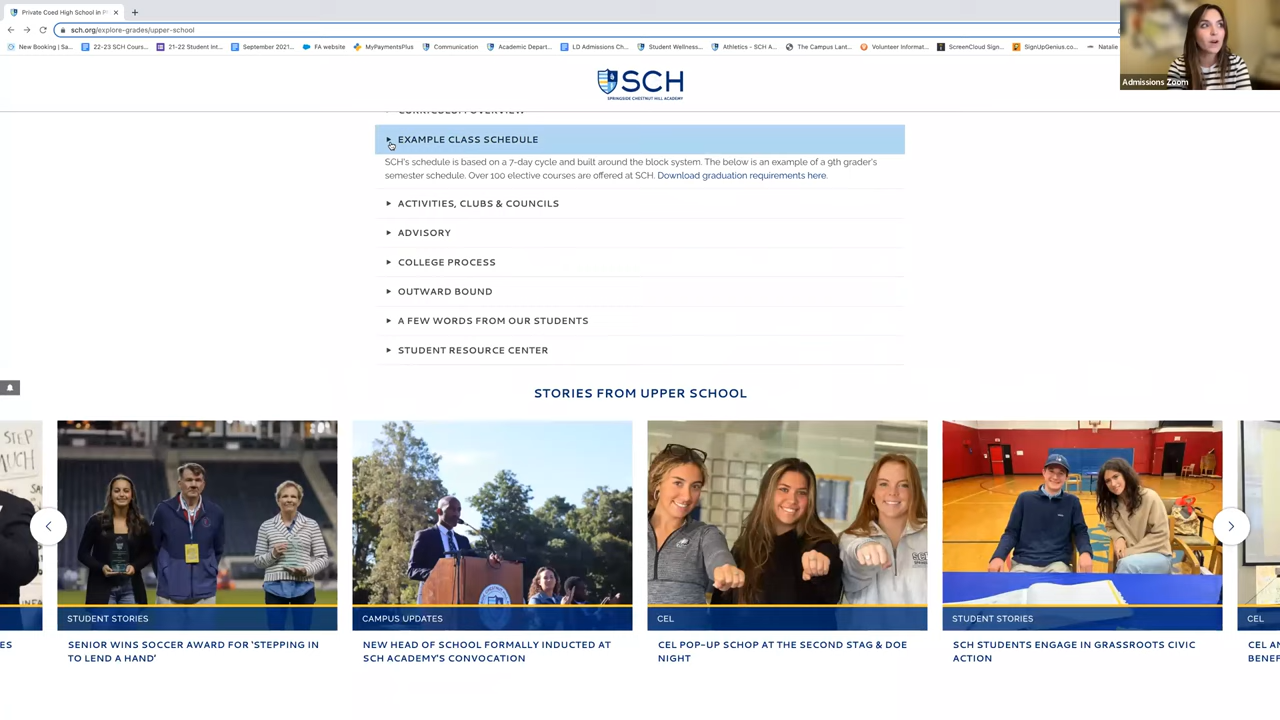 Private Coed High School in P
sch.org/explore-grades/upper-school
New Booking | Sa...
22-23 SCH Cours...
21-22 Student Int...
September 2021...
FA website
MyPaymentsPlus
Communication
Academic Depart...
LD Admissions Ch...
Student Wellness...
Athletics - SCH A...
The Campus Lant...
Volunteer Informat...
ScreenCloud Sign...
SignUpGenius.co...
Natalie
Admissions Zoom
SCH
SPRINGSIDE CHESTNUT HILL ACADEMY
CURRICULUM OVERVIEW
EXAMPLE CLASS SCHEDULE
SCH's schedule is based on a 7-day cycle and built around the block system. The below is an example of a 9th grader's
semester schedule. Over 100 elective courses are offered at SCH. Download graduation requirements here.
ACTIVITIES, CLUBS & COUNCILS
ADVISORY
COLLEGE PROCESS
OUTWARD BOUND
A FEW WORDS FROM OUR STUDENTS
STUDENT RESOURCE CENTER
STORIES FROM UPPER SCHOOL
STEP
STUDENT STORIES
SENIOR WINS SOCCER AWARD FOR 'STEPPING IN
TO LEND A HAND'
CAMPUS UPDATES
NEW HEAD OF SCHOOL FORMALLY INDUCTED AT
SCH ACADEMY'S CONVOCATION
CEL
CEL POP-UP SCHOP AT THE SECOND STAG & DOE
NIGHT
STUDENT STORIES
SCH STUDENTS ENGAGE IN GRASSROOTS CIVIC
ACTION
CEL
CEL AN
BENEF
ES